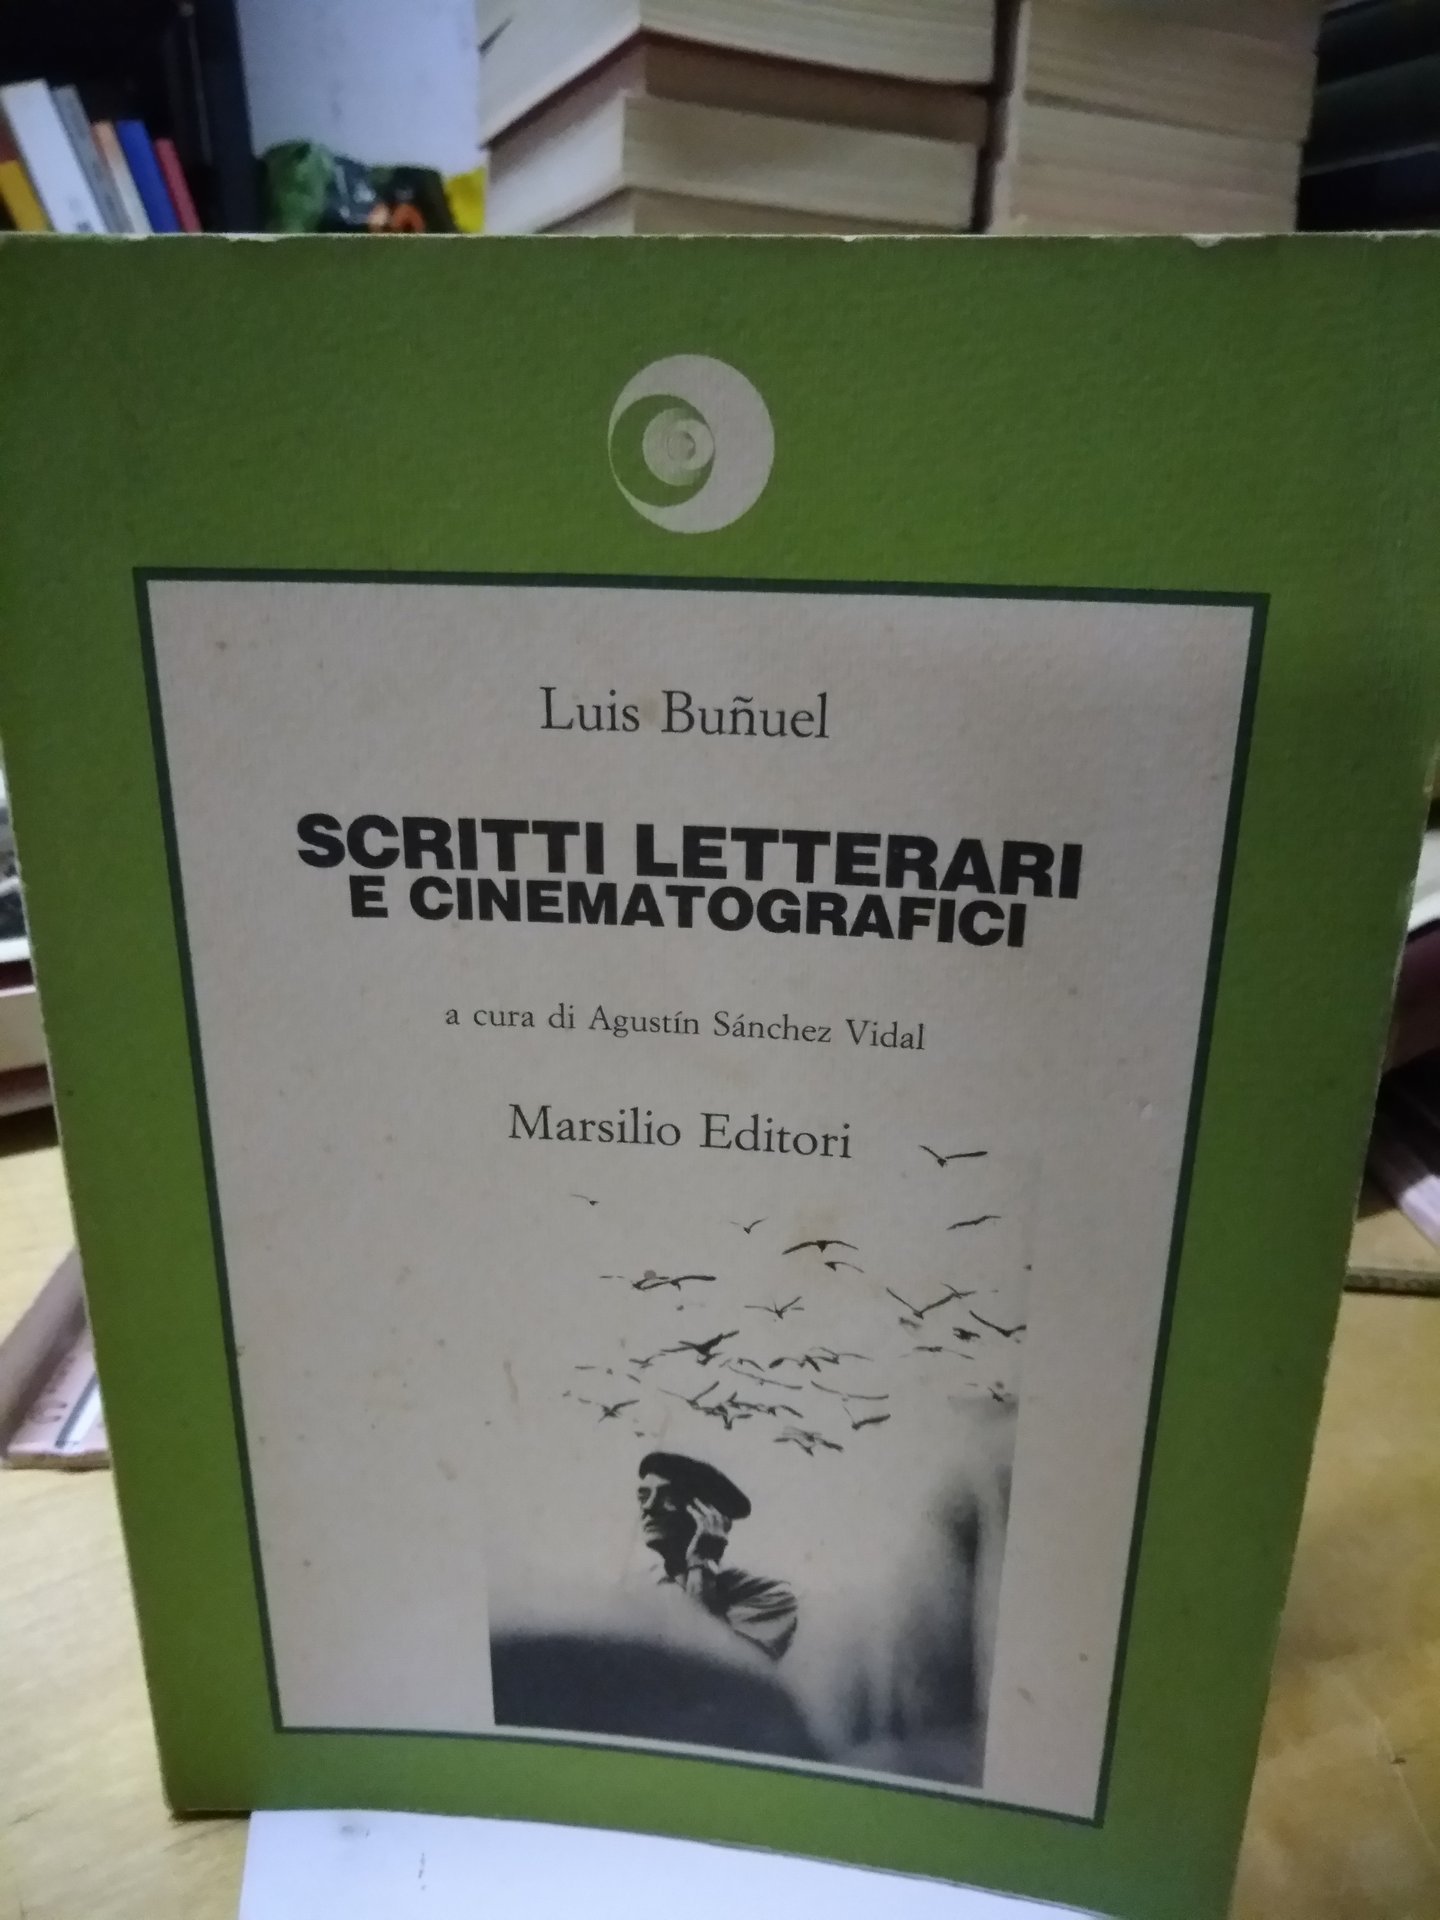 Luis Buñuel
SCRITTI LETTERARI
E CINEMATOGRAFICI
a cura di Agustín Sánchez Vidal
Marsilio Editori